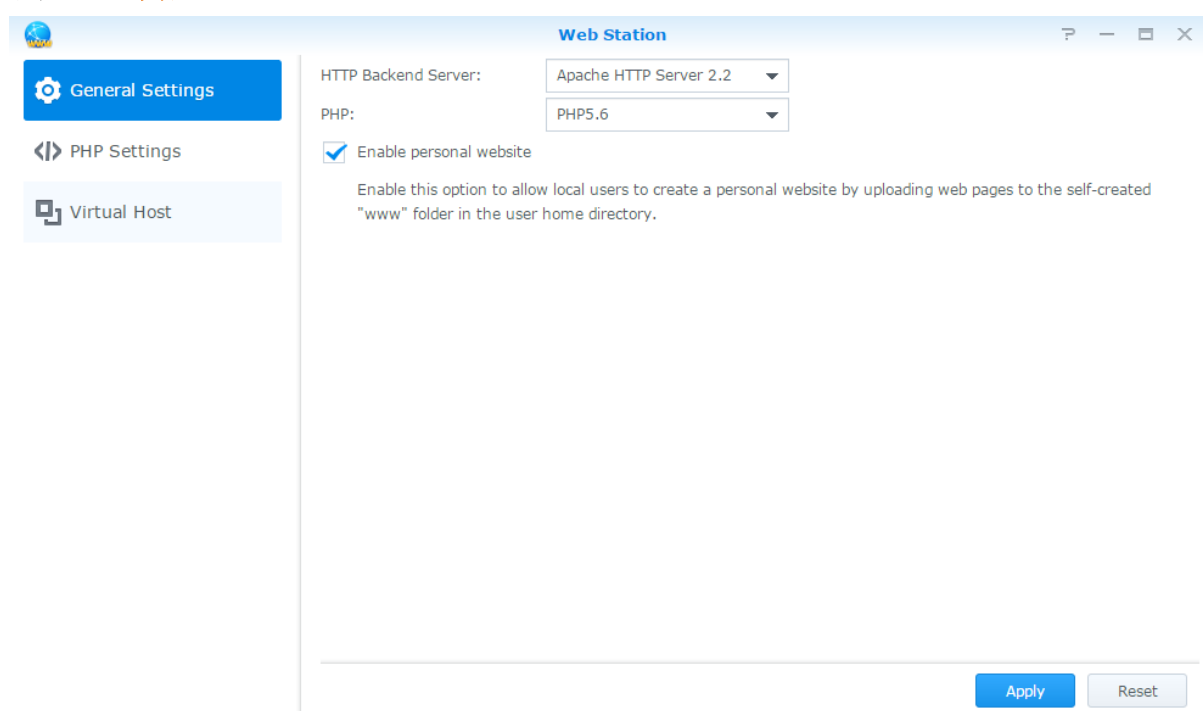 Web Station
General Settings
PHP Settings
Virtual Host
HTTP Backend Server:
Apache HTTP Server 2.2
PHP:
PHP5.6
Enable personal website
Enable this option to allow local users to create a personal website by uploading web pages to the self-created
"www" folder in the user home directory.
Apply
Reset